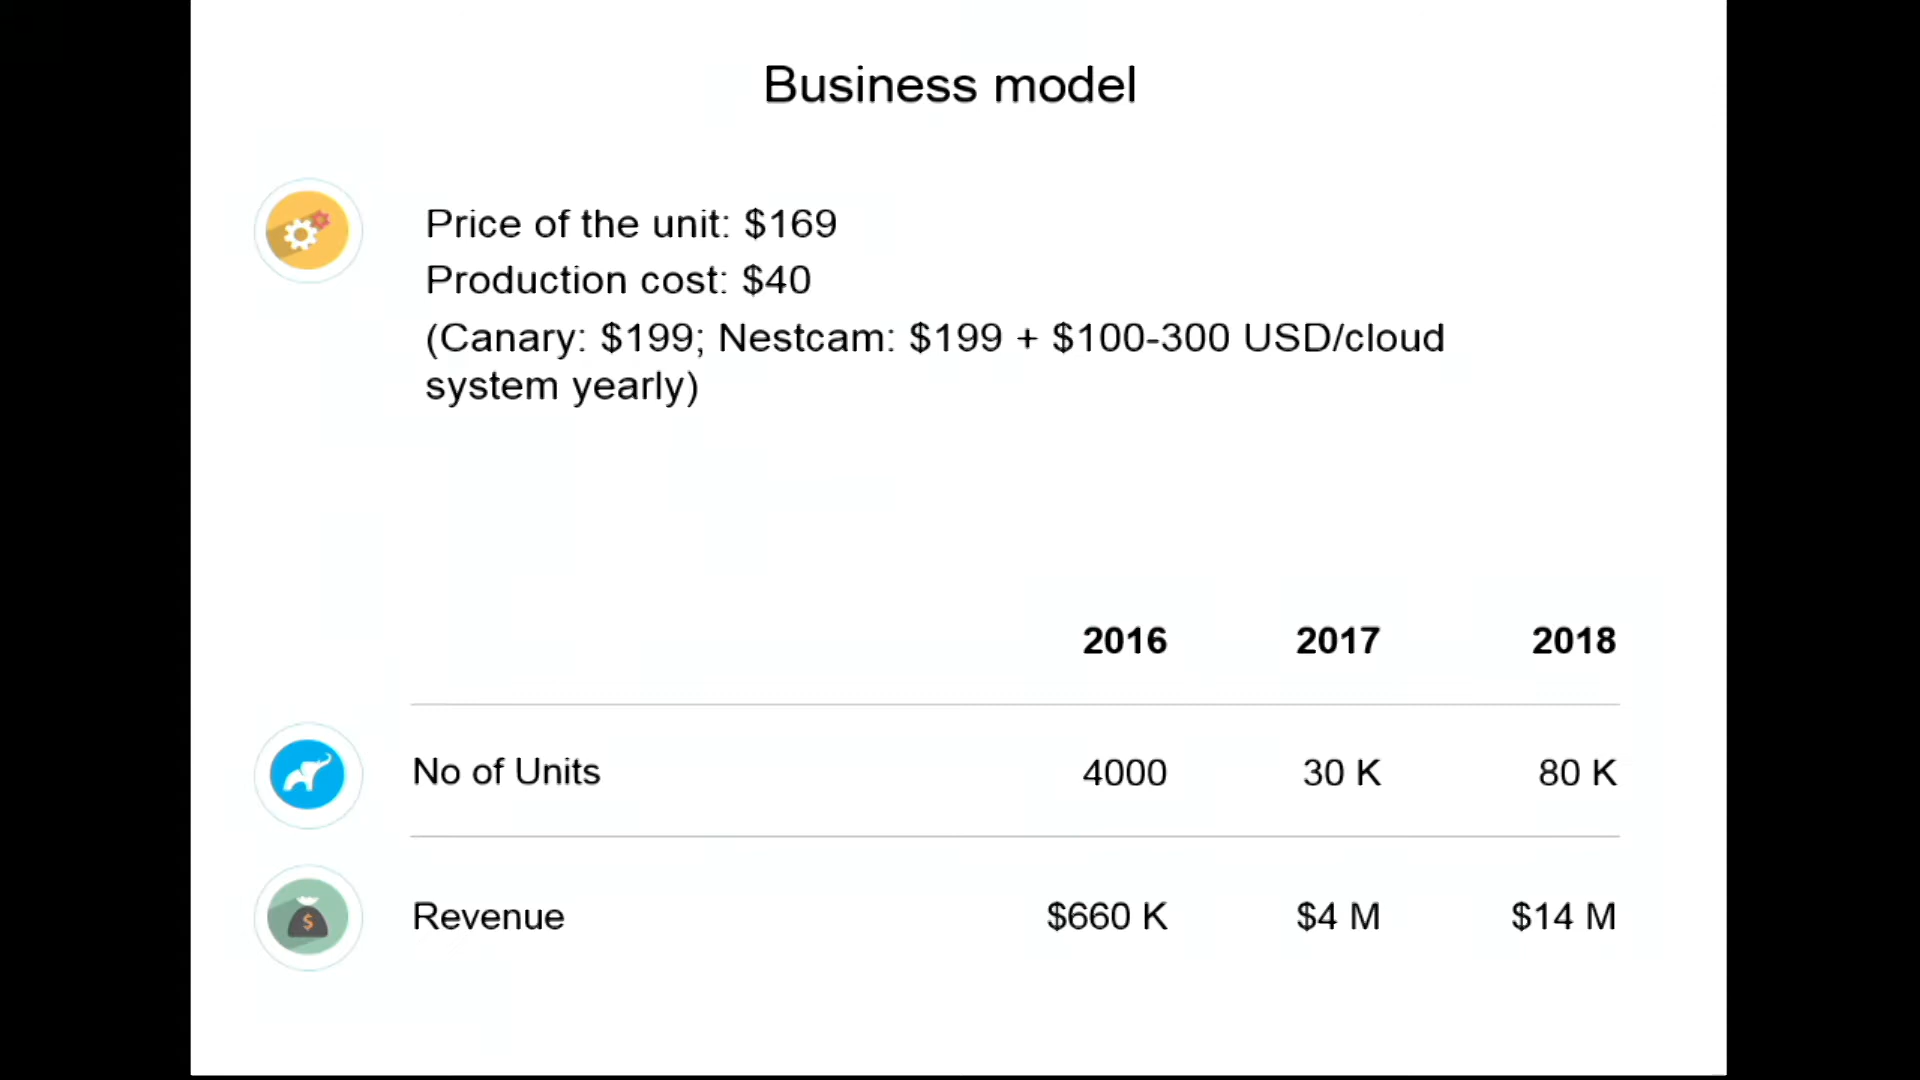 Business model
Price of the unit: $169
Production cost: $40
(Canary: $199; Nestcam: $199 + $100-300 USD/cloud
system yearly)
2016 2017 2018
No of Units 4000 30 K 80 K
$
Revenue $660 K $4 M $14 M